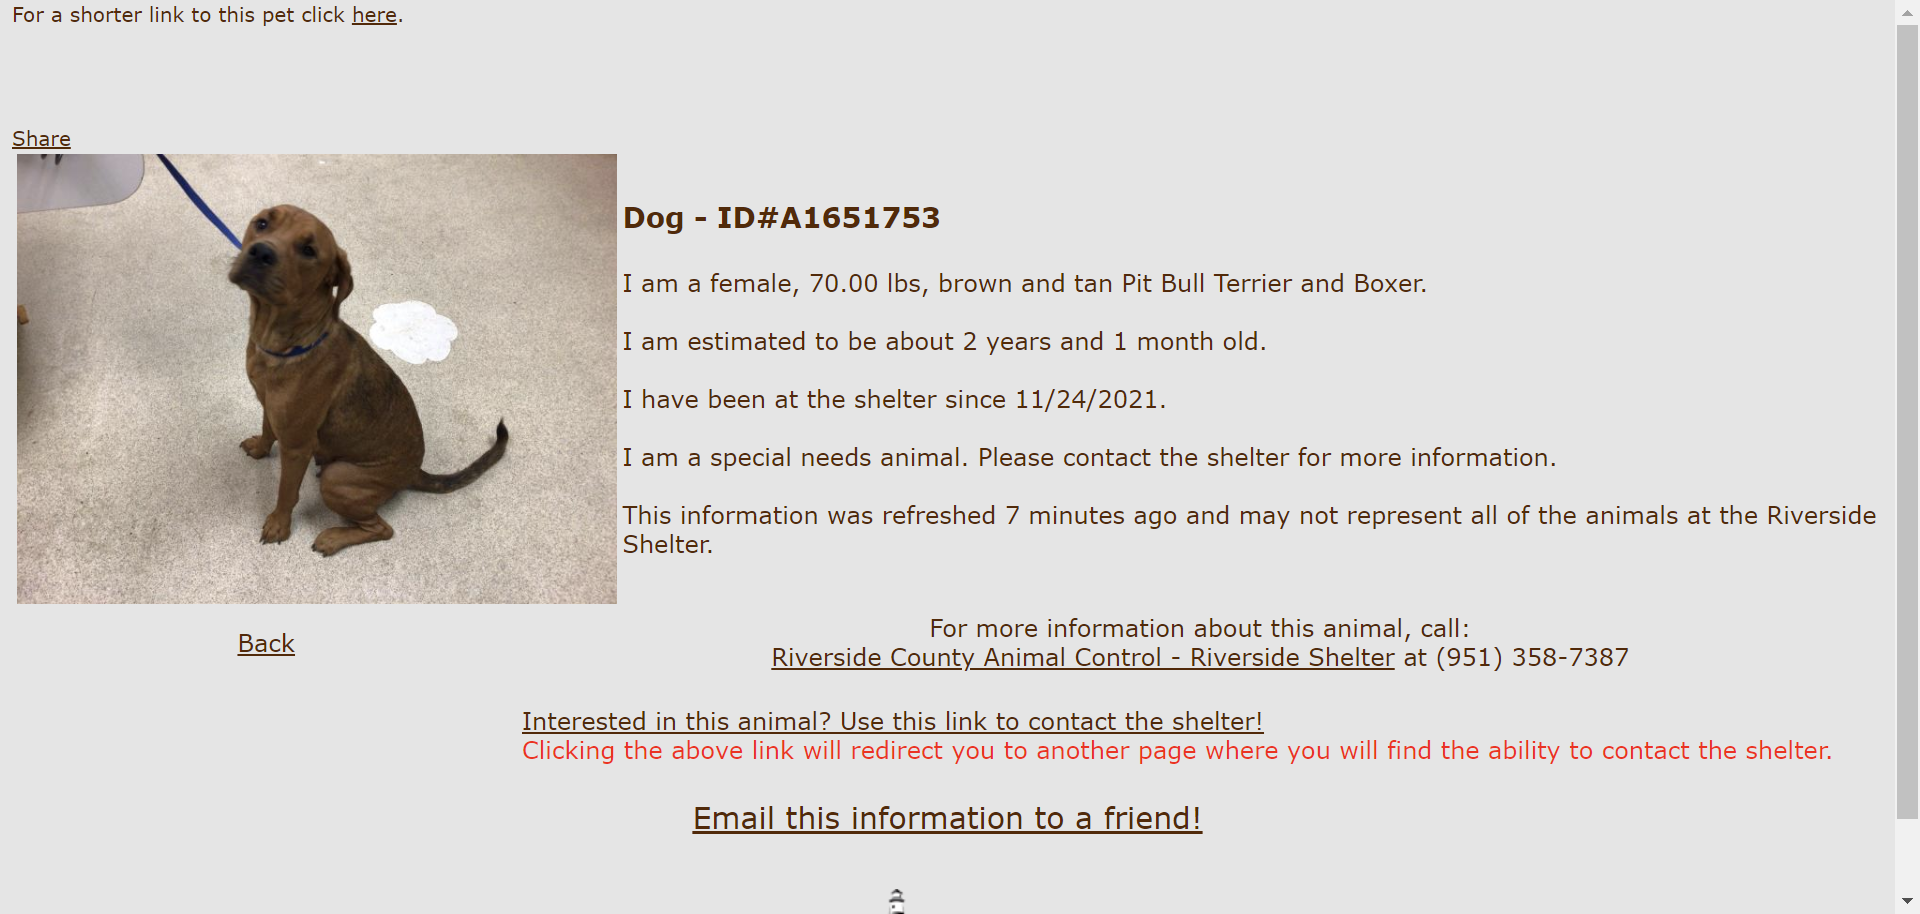 For a shorter link to this pet click here.
Share
Dog - ID#A1651753
I am a female, 70.00 lbs, brown and tan Pit Bull Terrier and Boxer.
I am estimated to be about 2 years and 1 month old.
I have been at the shelter since 11/24/2021.
I am a special needs animal. Please contact the shelter for more information.
This information was refreshed 7 minutes ago and may not represent all of the animals at the Riverside
Shelter.
Back
For more information about this animal, call:
Riverside County Animal Control - Riverside Shelter at (951) 358-7387
Interested in this animal? Use this link to contact the shelter!
Clicking the above link will redirect you to another page where you will find the ability to contact the shelter.
Email this information to a friend!